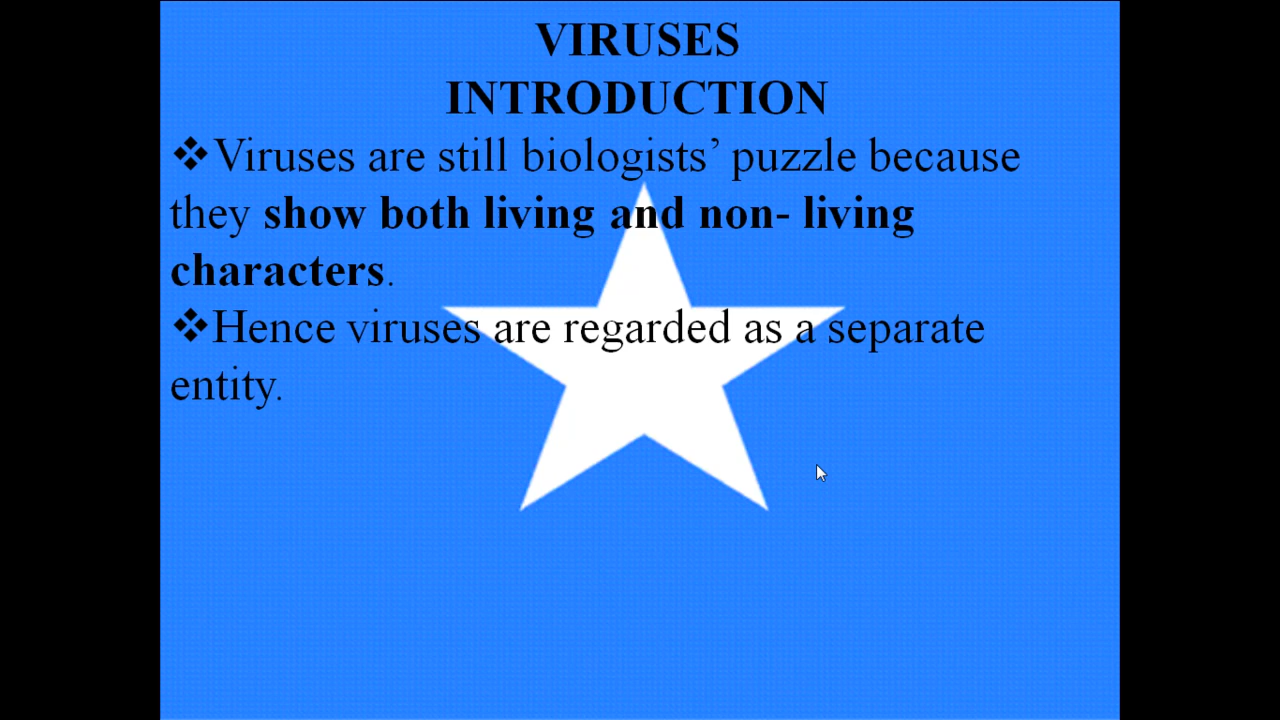 VIRUSES
INTRODUCTION
❖Viruses are still biologists’ puzzle because
they show both living and non- living
characters.
❖Hence viruses are regarded as a separate
entity.